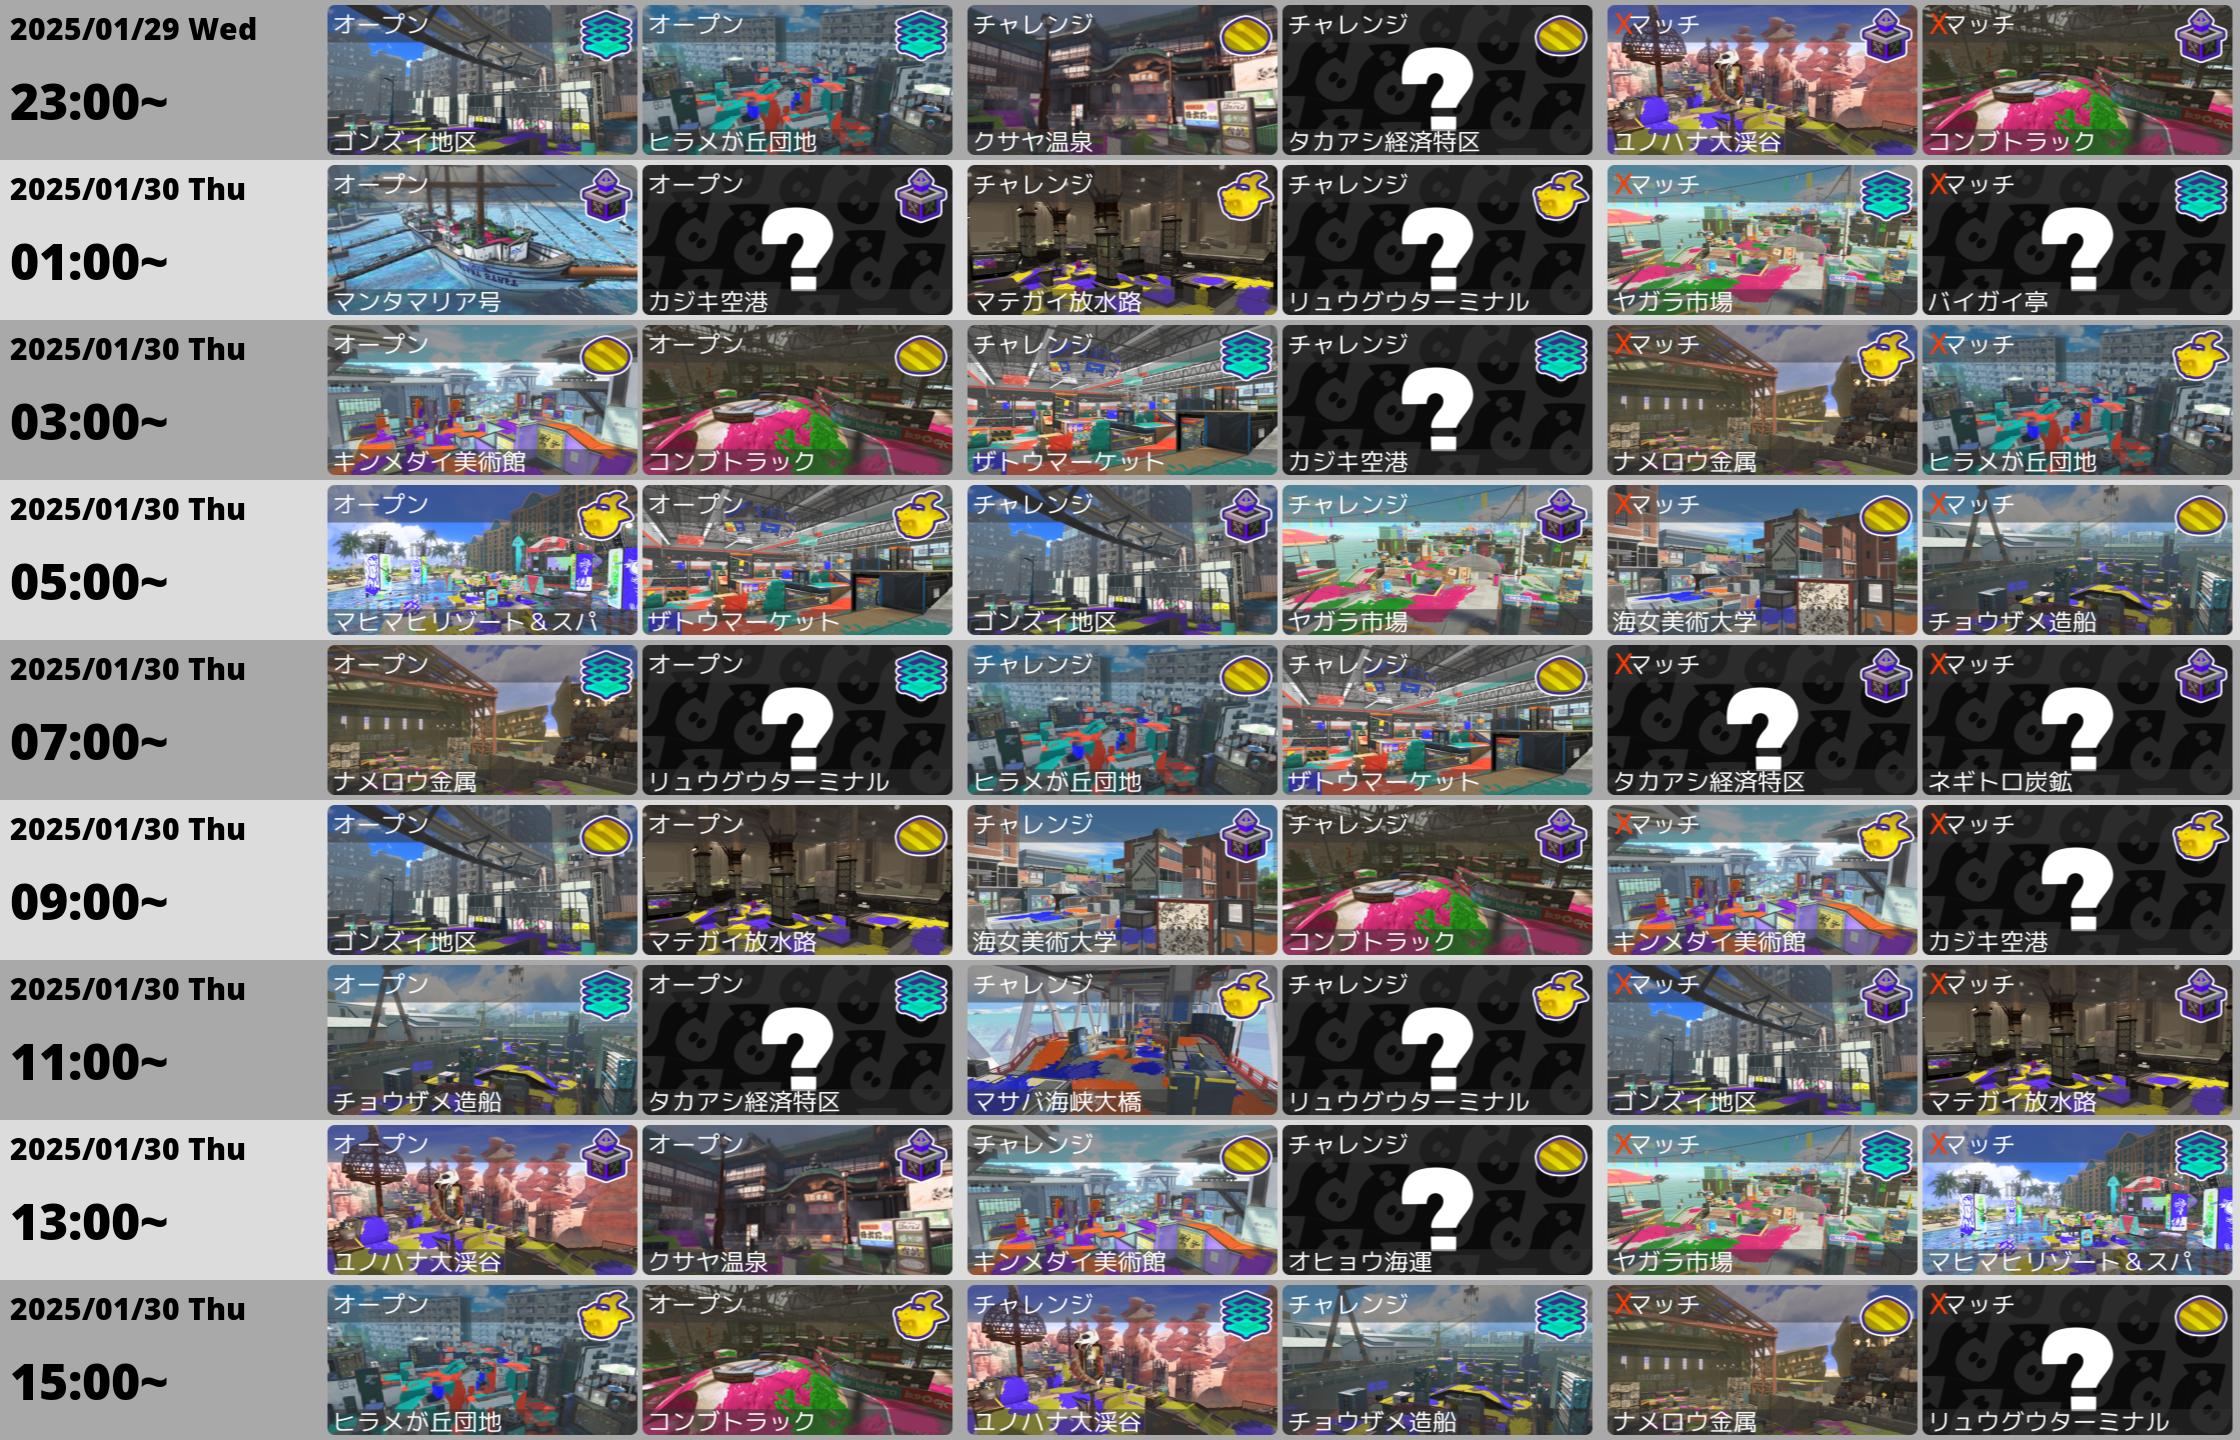 2025/01/29 Wed
23:00~
オープン
ゴンズイ地区
オープン
ヒラメが丘団地
チャレンジ
クサヤ温泉
チャレンジ
タカアシ経済特区
Xマッチ
ユノハナ大渓谷
Xマッチ
コンブトラック
2025/01/30 Thu
01:00~
オープン
マンタマリア号
オープン
カジキ空港
チャレンジ
マテガイ放水路
チャレンジ
リュウグウターミナル
Xマッチ
ヤガラ市場
Xマッチ
バイガイ亭
2025/01/30 Thu
03:00~
オープン
キンメダイ美術館
オープン
コンブトラック
チャレンジ
ザトウマーケット
チャレンジ
カジキ空港
Xマッチ
ナメロウ金属
Xマッチ
ヒラメが丘団地
2025/01/30 Thu
05:00~
オープン
マヒマヒリゾート＆スパ
オープン
ザトウマーケット
チャレンジ
ゴンズイ地区
チャレンジ
ヤガラ市場
Xマッチ
海女美術大学
Xマッチ
チョウザメ造船
2025/01/30 Thu
07:00~
オープン
ナメロウ金属
オープン
リュウグウターミナル
チャレンジ
ヒラメが丘団地
チャレンジ
ザトウマーケット
Xマッチ
タカアシ経済特区
Xマッチ
ネギトロ炭鉱
2025/01/30 Thu
09:00~
オープン
ゴンズイ地区
オープン
マテガイ放水路
チャレンジ
海女美術大学
チャレンジ
コンブトラック
Xマッチ
キンメダイ美術館
Xマッチ
カジキ空港
2025/01/30 Thu
11:00~
オープン
チョウザメ造船
オープン
タカアシ経済特区
チャレンジ
マサバ海峡大橋
チャレンジ
リュウグウターミナル
Xマッチ
ゴンズイ地区
Xマッチ
マテガイ放水路
2025/01/30 Thu
13:00~
オープン
ユノハナ大渓谷
オープン
クサヤ温泉
チャレンジ
キンメダイ美術館
チャレンジ
オヒョウ海運
Xマッチ
ヤガラ市場
Xマッチ
マヒマヒリゾート＆スパ
2025/01/30 Thu
15:00~
オープン
ヒラメが丘団地
オープン
コンブトラック
チャレンジ
ユノハナ大渓谷
チャレンジ
チョウザメ造船
Xマッチ
ナメロウ金属
Xマッチ
リュウグウターミナル